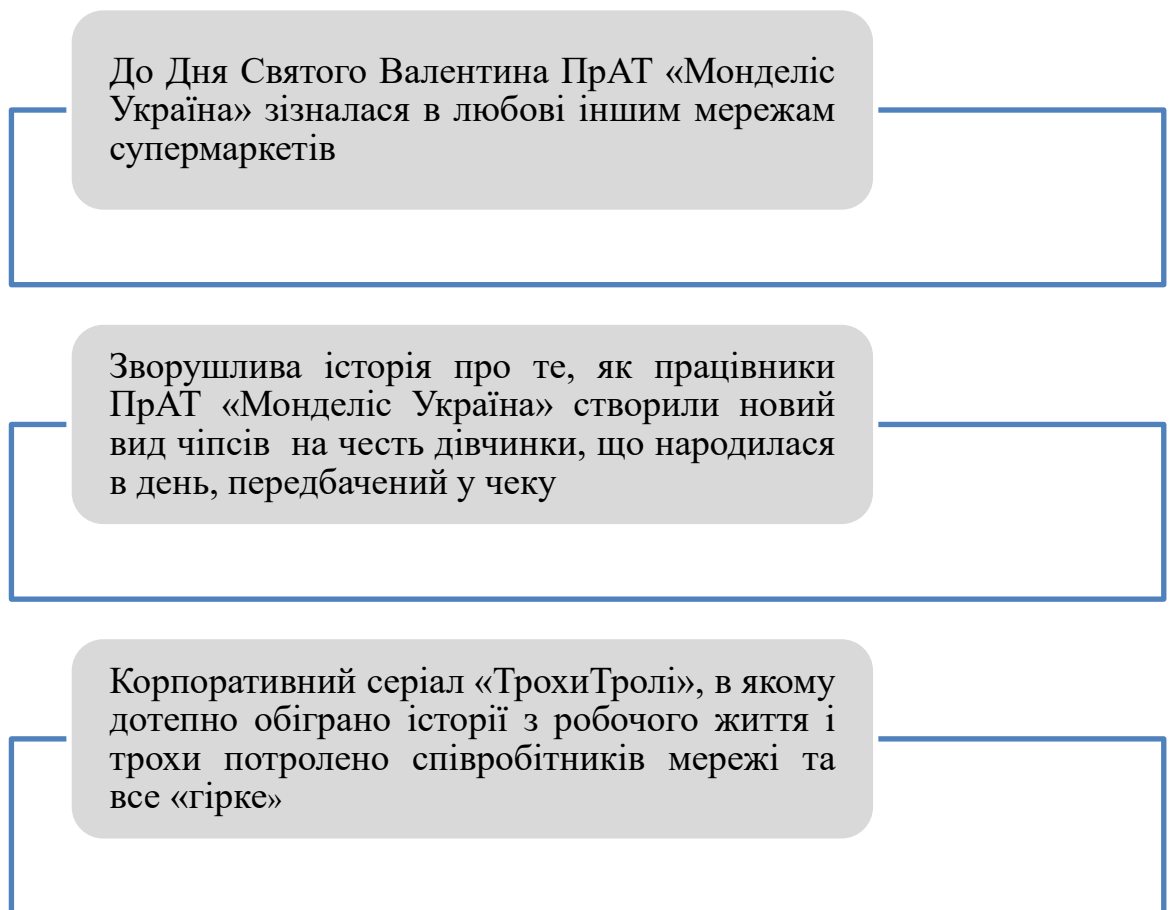 До Дня Святого Валентина ПрАТ «Монделіс
Україна» зізналася в любові іншим мережам
супермаркетів
Зворушлива історія про те, як працівники
ПрАТ «Монделіс Україна» створили новий
вид чіпсів на честь дівчинки, що народилася
в день, передбачений у чеку
Корпоративний серіал «ТрохиТролі», в якому
дотепно обіграно історії з робочого життя і
трохи потролено співробітників мережі та
все «гірке»